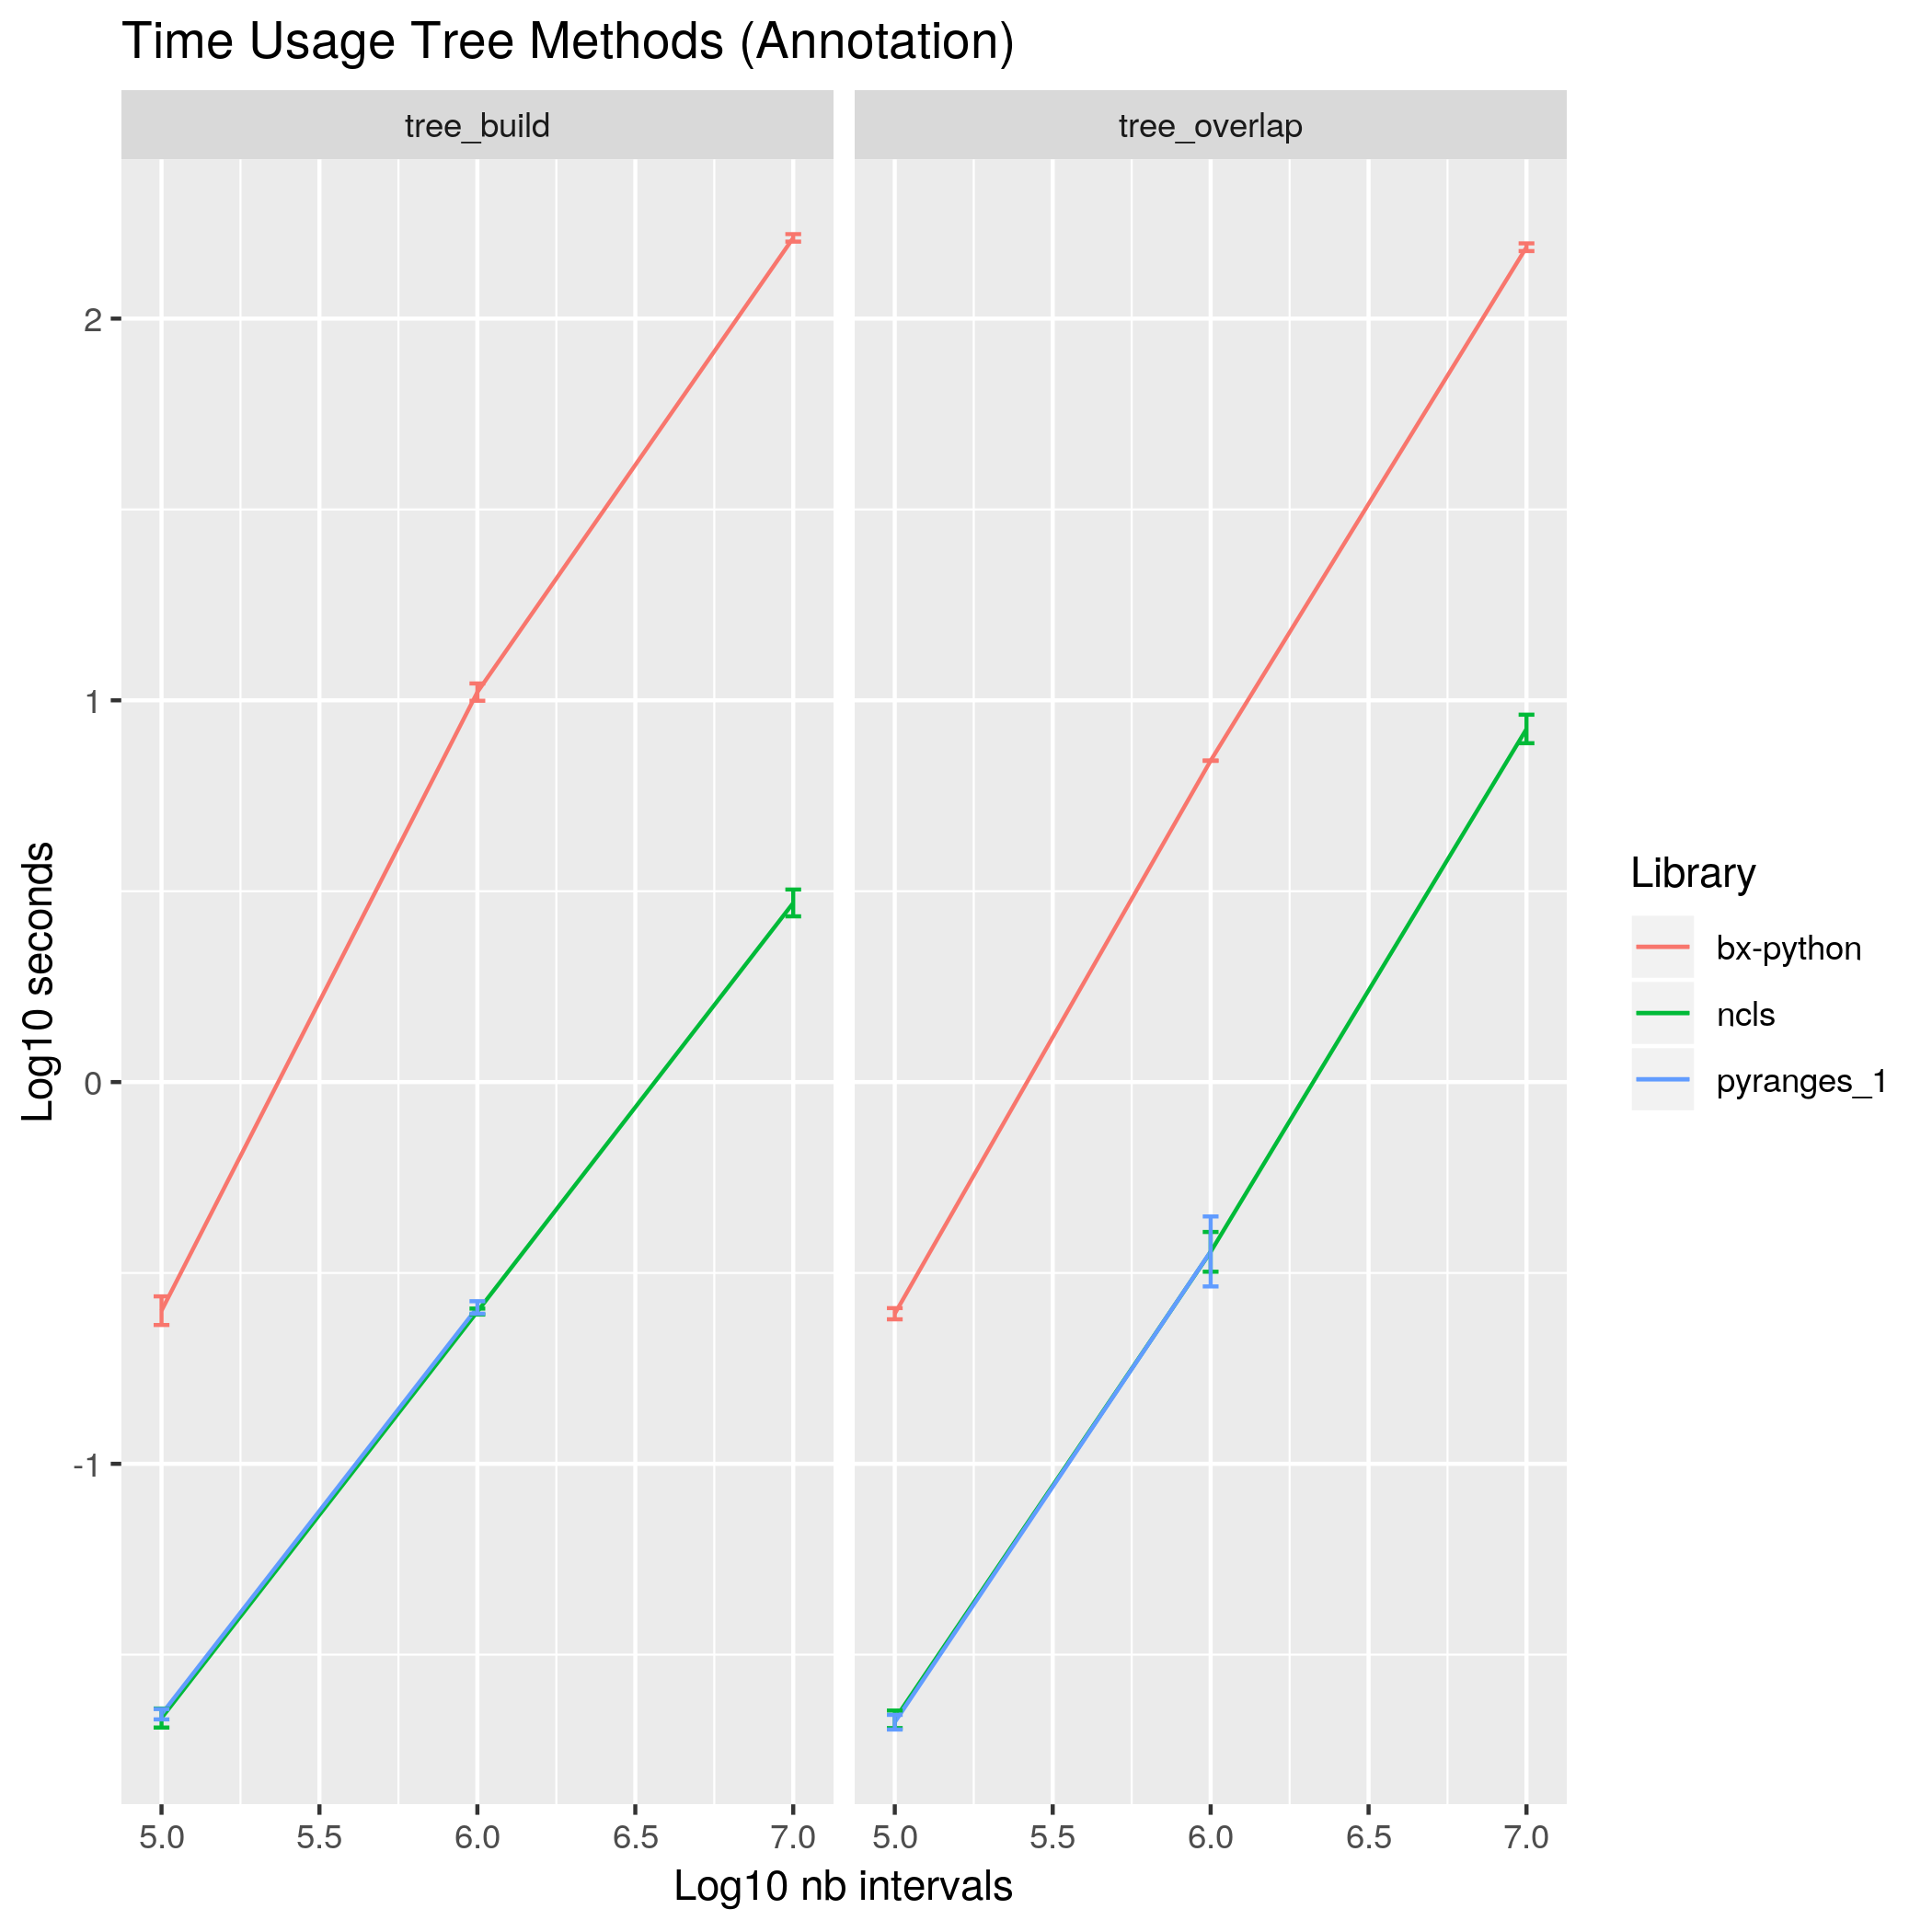 Time Usage Tree Methods (Annotation)
tree_build
tree_overlap
2
1
0
-1
Log10 seconds
5.0 5.5 6.0 6.5 7.0 5.0 5.5 6.0 6.5 7.0
Log10 nb intervals
Library
bx-python
ncls
pyranges_1